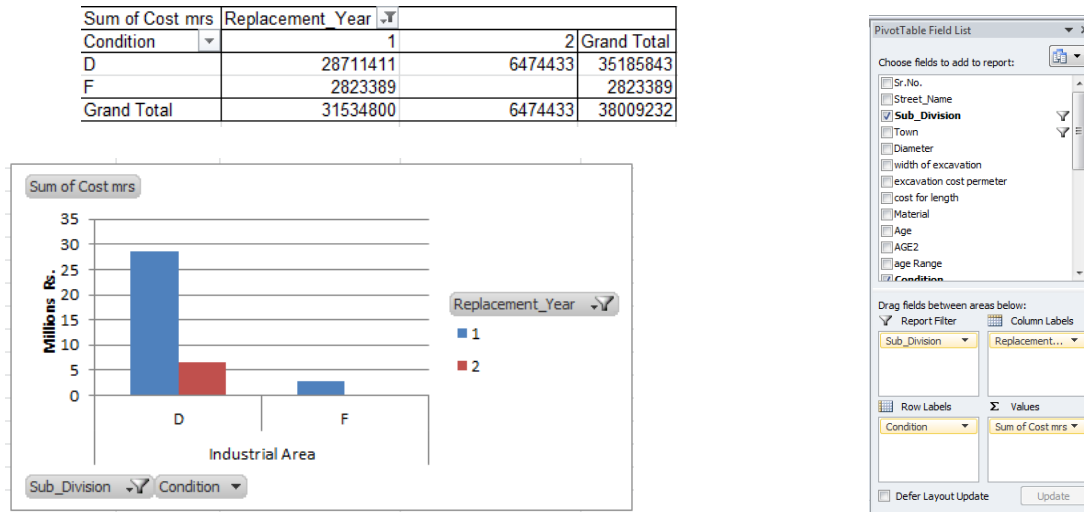 Sum of Cost mrs Replacement_Year
Condition 1 2 Grand Total
D 28711411 6474433 35185843
F 2823389 2823389
Grand Total 31534800 6474433 38009232
Sum of Cost mrs
35
30
25
20
15
10
5
0
Millions Rs.
D F
Industrial Area
Replacement_Year
1
2
Sub_Division Condition
PivotTable Field List
Choose fields to add to report:
Sr.No.
Street_Name
Sub_Division
Town
Diameter
width of excavation
excavation cost permeter
cost for length
Material
Age
AGE2
age Range
Condition
Drag fields between areas below:
Report Filter Column Labels
Sub_Division Replacement...
Row Labels Σ Values
Condition Sum of Cost mrs
Defer Layout Update Update